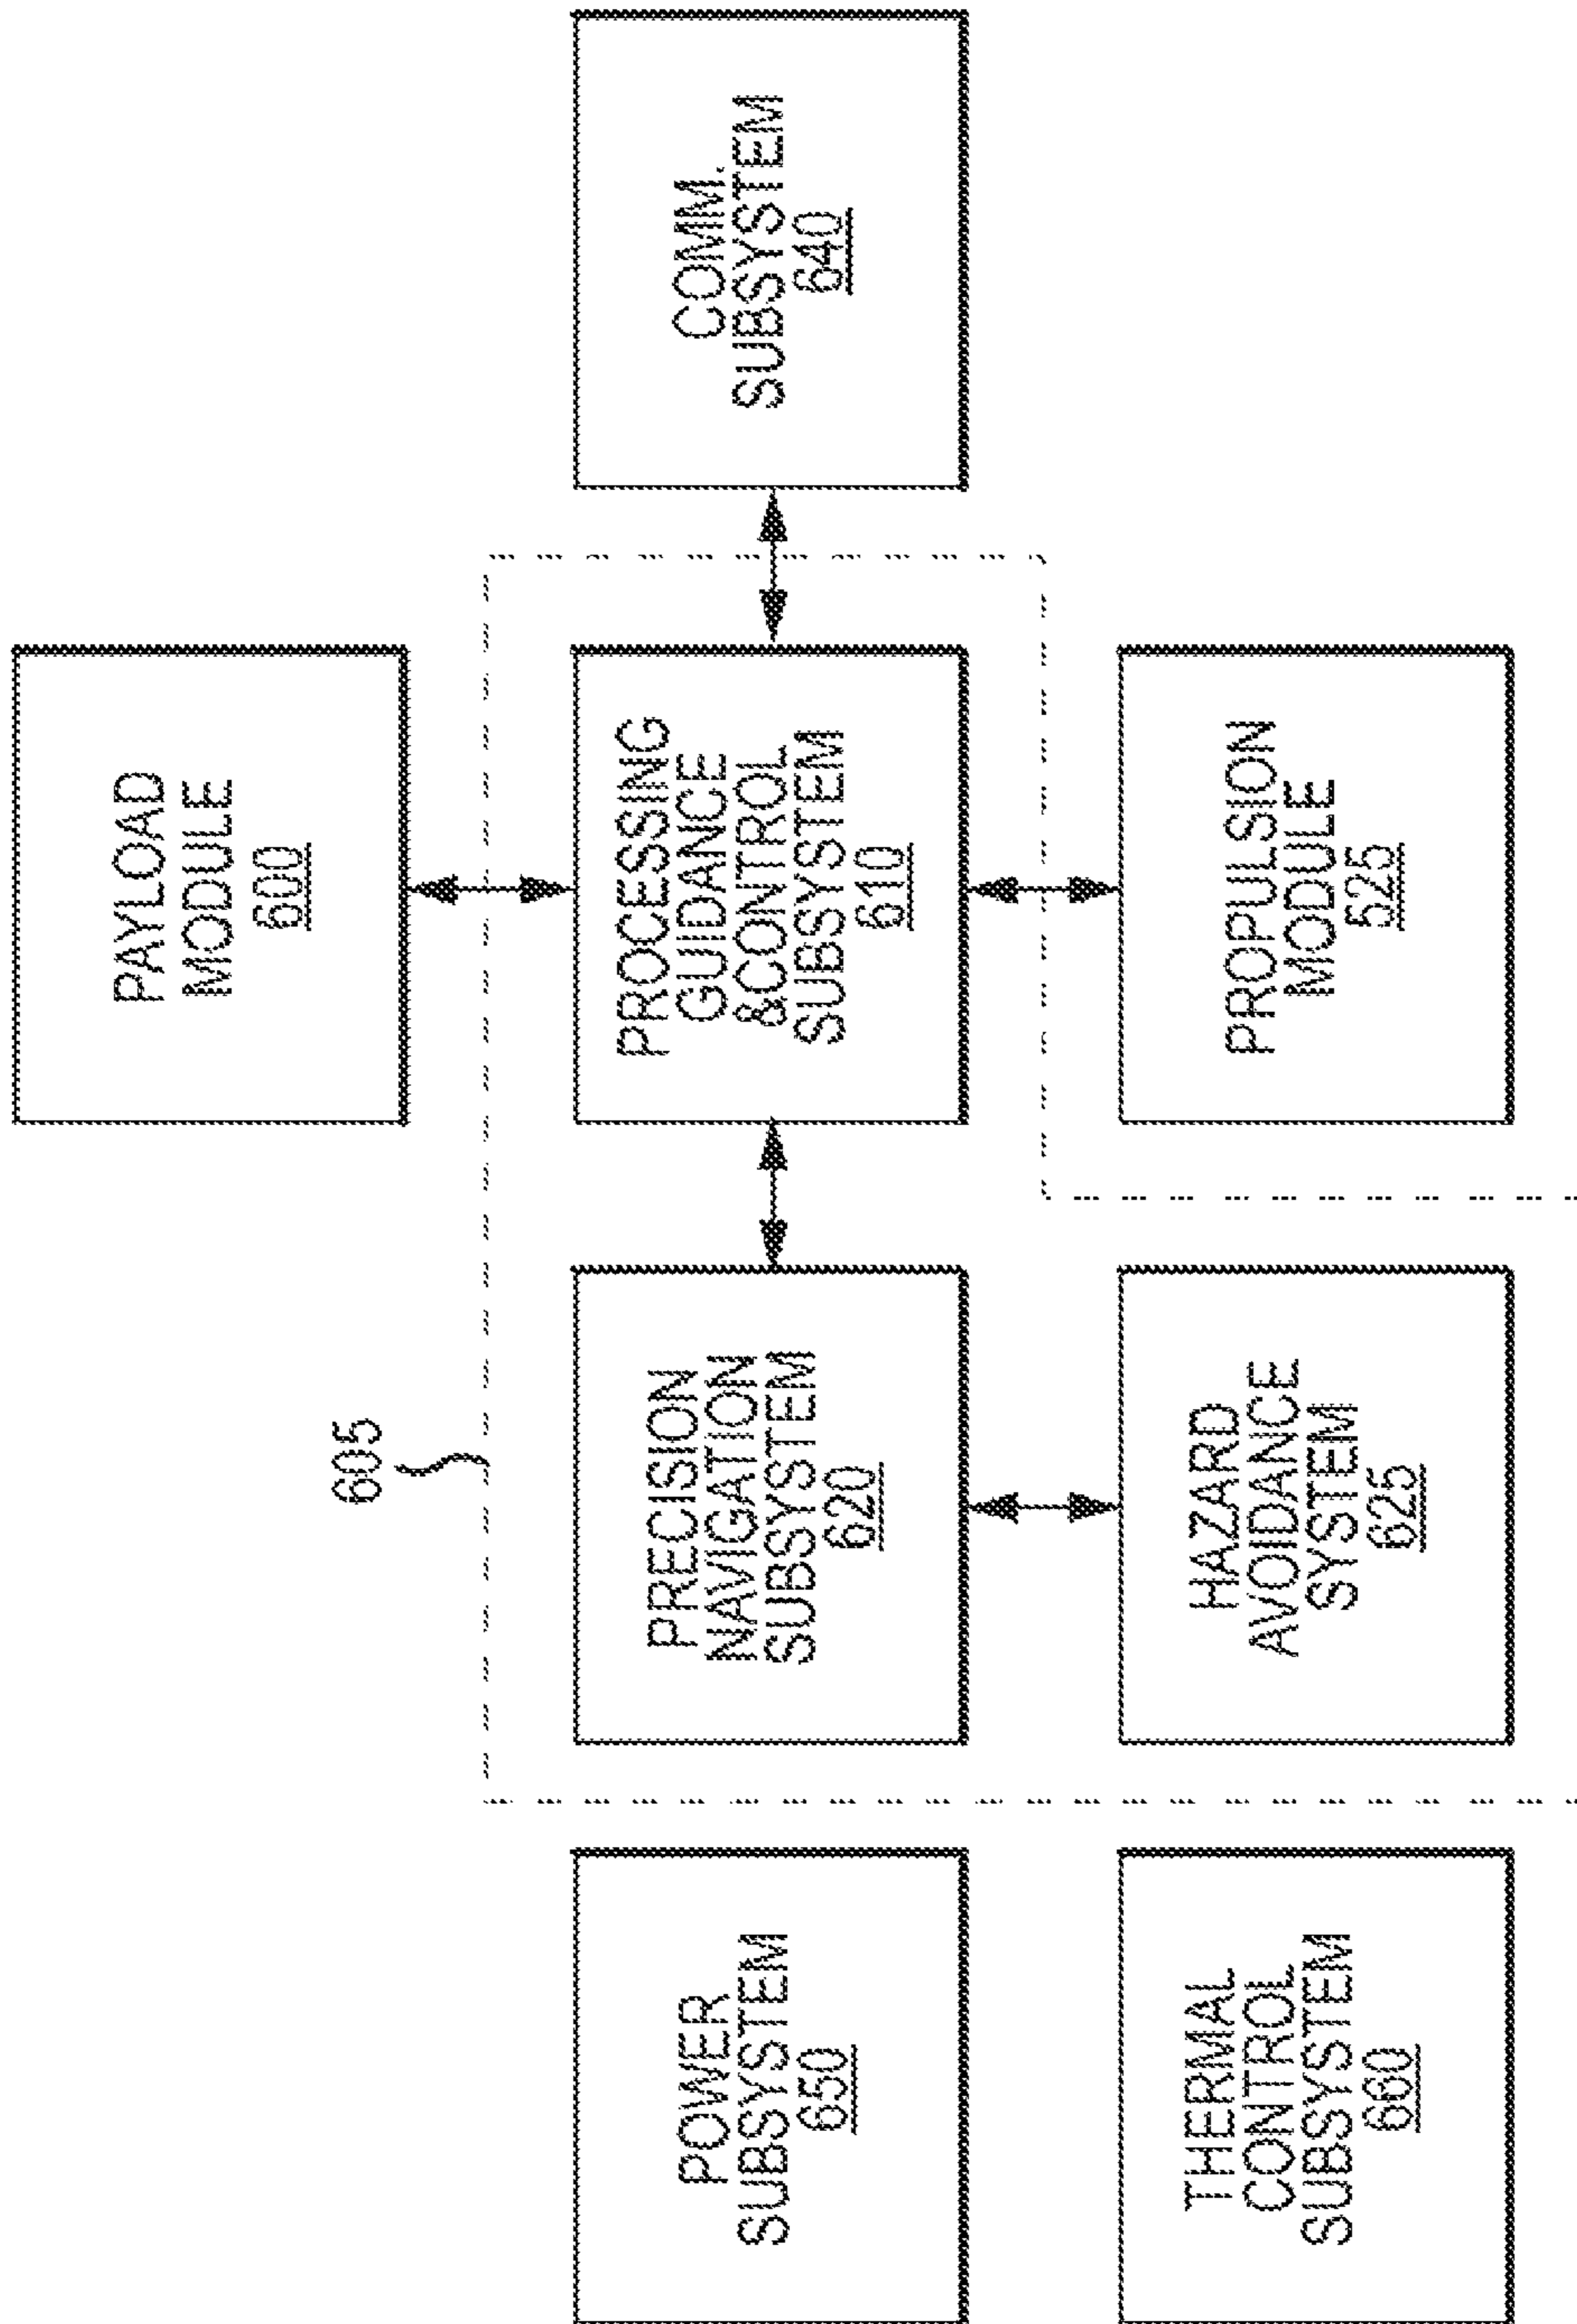 PAYLOAD
MODULE
600
605
POWER
SUBSYSTEM
650
PRECISION
NAVIGATION
SUBSYSTEM
620
PROCESSING
GUIDANCE
&CONTROL
SUBSYSTEM
610
COMM.
SUBSYSTEM
640
THERMAL
CONTROL
SUBSYSTEM
660
HAZARD
AVOIDANCE
SYSTEM
625
PROPULSION
MODULE
525